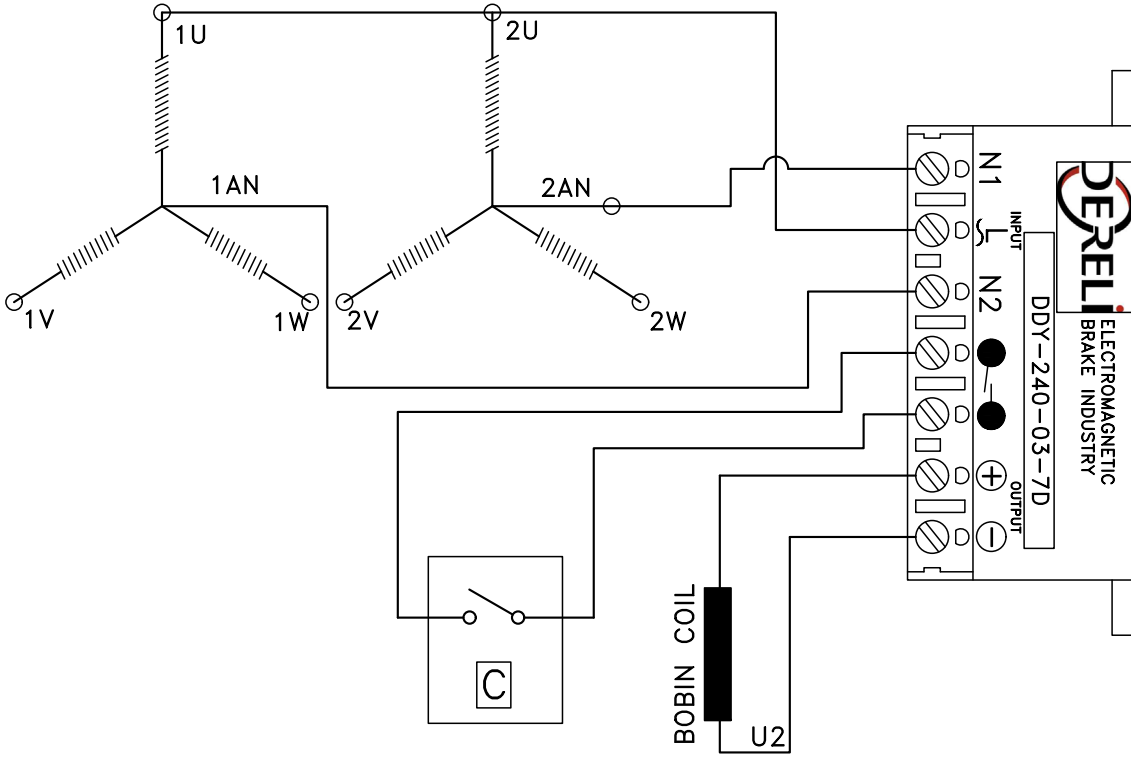 1U
2U
1AN
2AN
1V
1W
2V
2W
N1
L
INPUT
N2
+
OUTPUT
−
DDY-240-03-7D
DERELİ
ELECTROMAGNETIC
BRAKE INDUSTRY
C
BOBIN COIL
U2